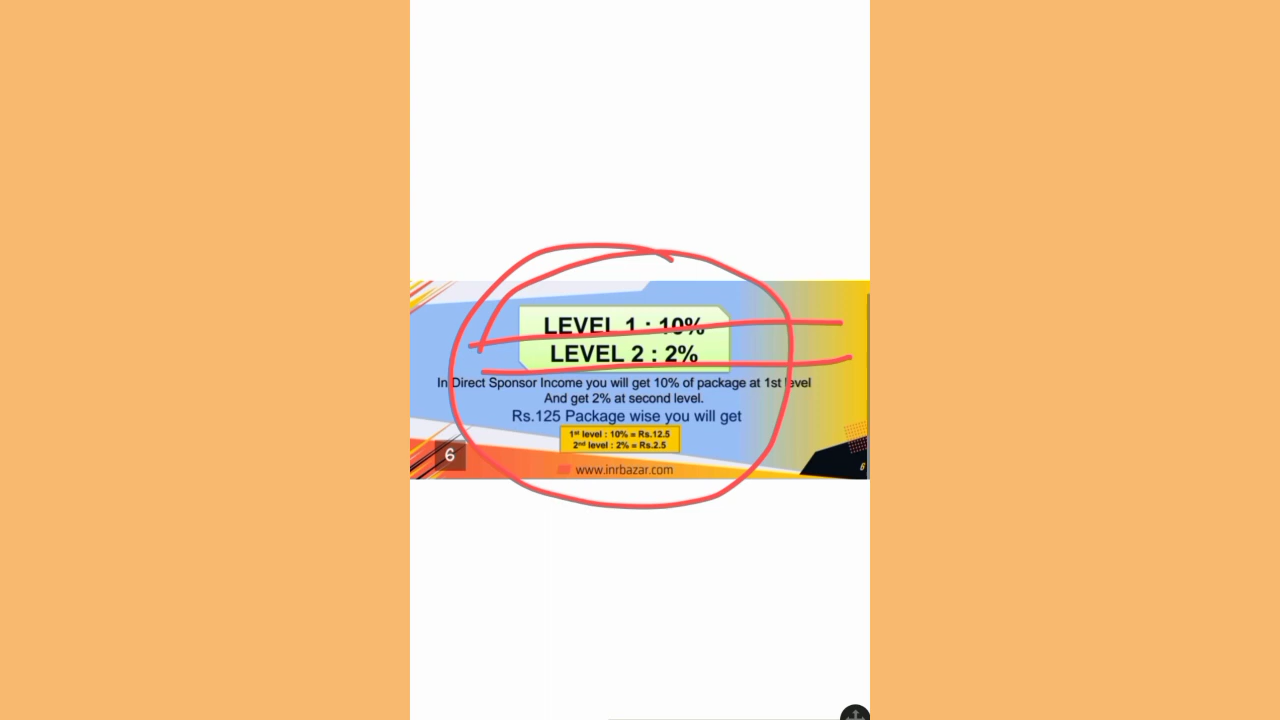 LEVEL 1 : 10%
LEVEL 2 : 2%
In Direct Sponsor Income you will get 10% of package at 1st level
And get 2% at second level.
Rs.125 Package wise you will get
1st level : 10% = Rs.12.5
2nd level : 2% = Rs.2.5
6
www.inrbazar.com
6